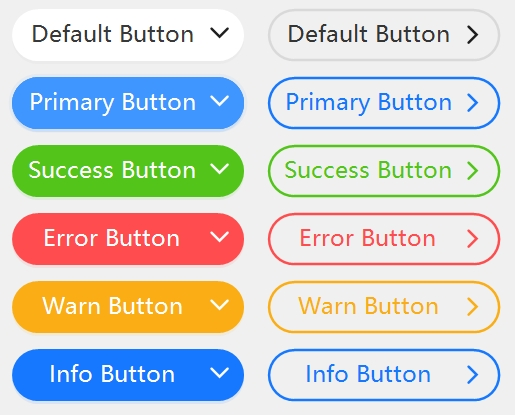 Default Button Default Button
Primary Button Primary Button
Success Button Success Button
Error Button Error Button
Warn Button Warn Button
Info Button Info Button